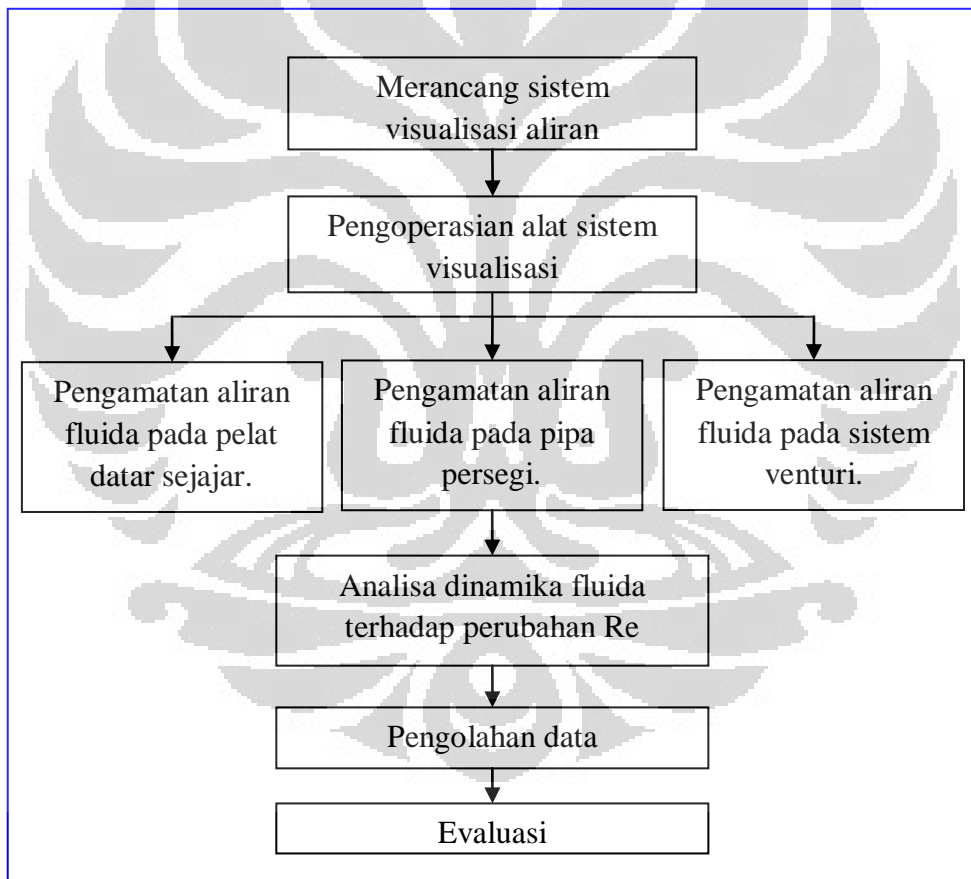 Merancang sistem
visualisasi aliran
Pengoperasian alat sistem
visualisasi
Pengamatan aliran
fluida pada pelat
datar sejajar.
Pengamatan aliran
fluida pada pipa
persegi.
Pengamatan aliran
fluida pada sistem
venturi.
Analisa dinamika fluida
terhadap perubahan Re
Pengolahan data
Evaluasi